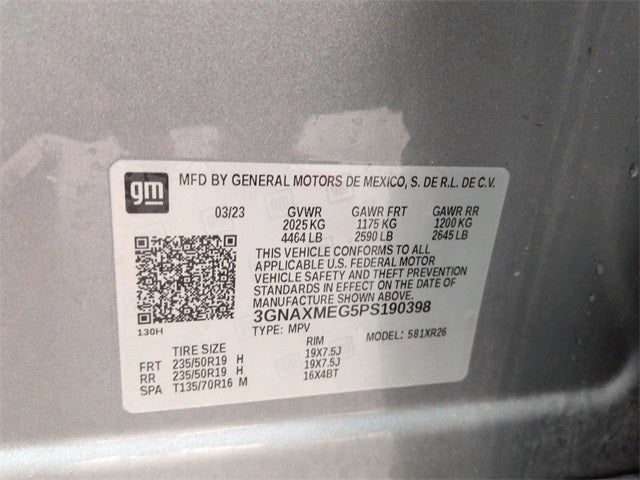 gm MFD BY GENERAL MOTORS DE MEXICO, S. DE R.L. DE C.V.
03/23 GVWR GAWR FRT GAWR RR
2025 KG 1175 KG 1200 KG
4464 LB 2590 LB 2645 LB
THIS VEHICLE CONFORMS TO ALL
APPLICABLE U.S. FEDERAL MOTOR
VEHICLE SAFETY AND THEFT PREVENTION
STANDARDS IN EFFECT ON THE DATE OF
MANUFACTURE SHOWN ABOVE.
3GNAXMEG5PS190398
130H
TYPE: MPV MODEL: 581XR26
TIRE SIZE RIM
FRT 235/50R19 H 19X7.5J
RR 235/50R19 H 19X7.5J
SPA T135/70R16 M 16X4BT